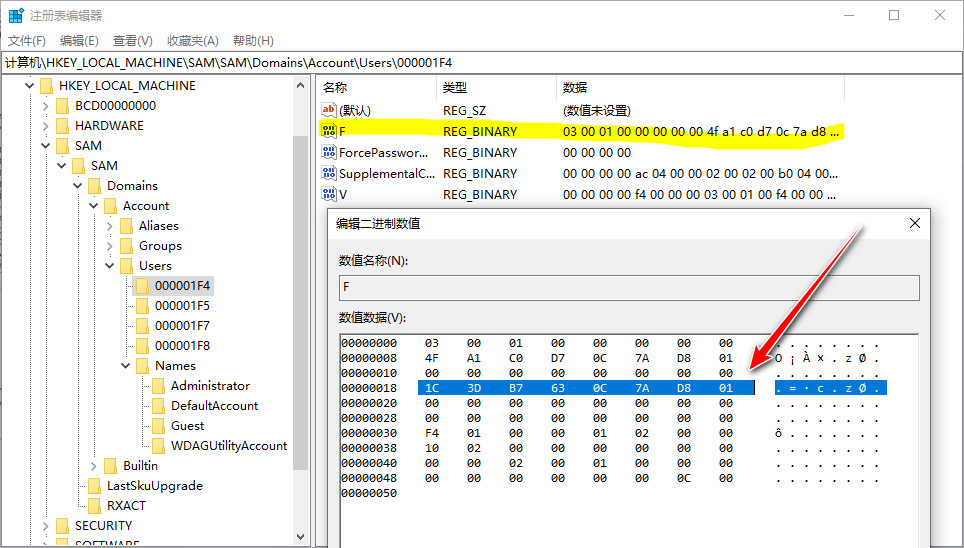 注册表编辑器
文件(F) 编辑(E) 查看(V) 收藏夹(A) 帮助(H)
计算机\HKEY_LOCAL_MACHINE\SAM\SAM\Domains\Account\Users\000001F4
HKEY_LOCAL_MACHINE
BCD00000000
HARDWARE
SAM
SAM
Domains
Account
Aliases
Groups
Users
000001F4
000001F5
000001F7
000001F8
Names
Administrator
DefaultAccount
Guest
WDAGUtilityAccount
Builtin
LastSkuUpgrade
RXACT
SECURITY
SOFTWARE
名称 类型 数据
(默认) REG_SZ (数值未设置)
F REG_BINARY 03 00 01 00 00 00 00 00 4f a1 c0 d7 0c 7a d8 ...
ForcePasswor... REG_BINARY 00 00 00 00
SupplementalC... REG_BINARY 00 00 00 00 ac 04 00 00 02 00 02 00 b0 04 00...
V REG_BINARY 00 00 00 00 f4 00 00 00 03 00 01 00 f4 00 00 ...
编辑二进制数值
数值名称(N):
F
数值数据(V):
00000000 03 00 01 00 00 00 00 00 . . . . . . . .
00000008 4F A1 C0 D7 0C 7A D8 01 O ¡ À × . z Ø .
00000010 00 00 00 00 00 00 00 00 . . . . . . . .
00000018 1C 3D B7 63 0C 7A D8 01 . = · c . z Ø .
00000020 00 00 00 00 00 00 00 00 . . . . . . . .
00000028 00 00 00 00 00 00 00 00 . . . . . . . .
00000030 F4 01 00 00 01 02 00 00 ô . . . . . . .
00000038 10 02 00 00 00 00 00 00 . . . . . . . .
00000040 00 00 02 00 01 00 00 00 . . . . . . . .
00000048 00 00 00 00 00 00 0C 00 . . . . . . . .
00000050